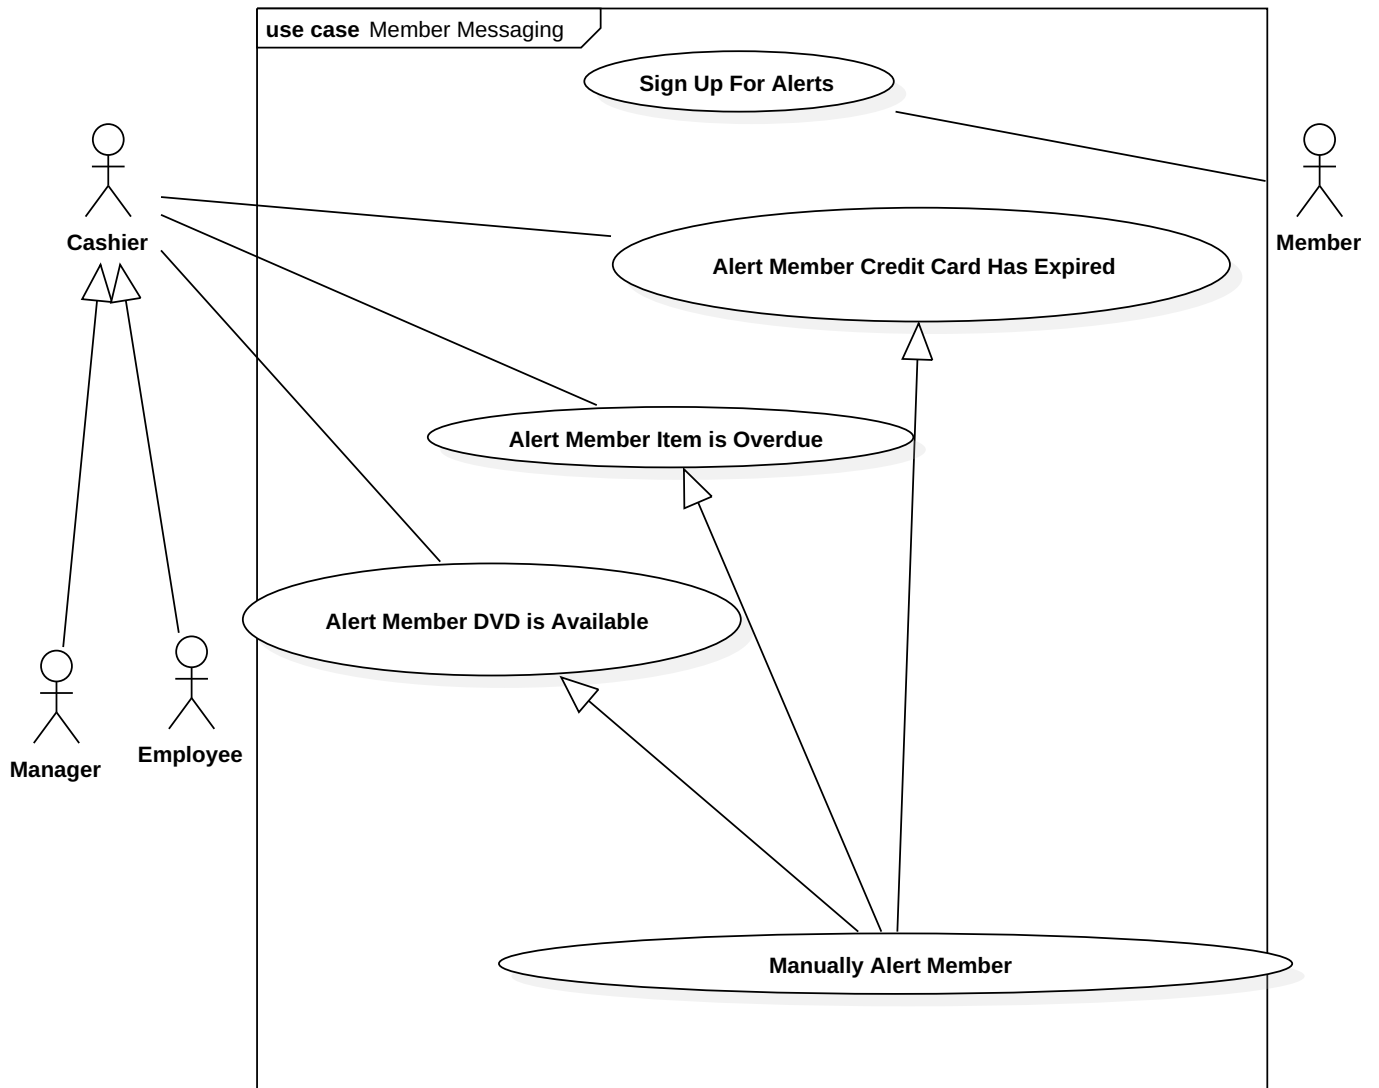 use case Member Messaging
Sign Up For Alerts
Cashier
Member
Alert Member Credit Card Has Expired
Alert Member Item is Overdue
Alert Member DVD is Available
Manager
Employee
Manually Alert Member